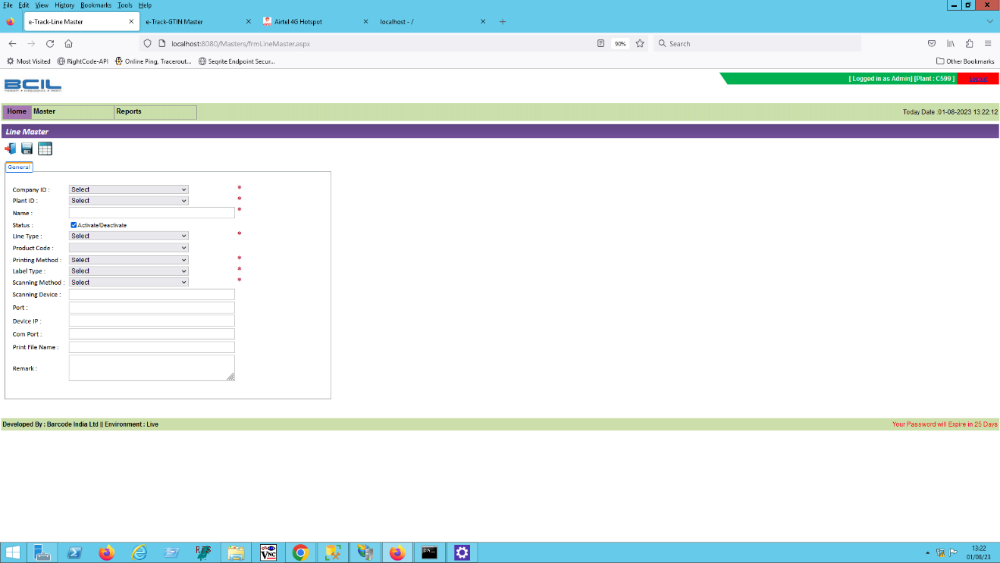 File Edit View History Bookmarks Tools Help
e-Track-Line Master
e-Track-GTIN Master
Airtel 4G Hotspot
localhost - /
localhost:8080/Masters/frmLineMaster.aspx
90%
Search
Most Visited
RightCode-API
Online Ping, Tracerout...
Seqrite Endpoint Secur...
Other Bookmarks
BCIL
[ Logged in as Admin] [Plant : C599 ]
Logout
Home
Master
Reports
Today Date :01-08-2023 13:22:12
Line Master
General
Company ID : Select *
Plant ID : Select *
Name : *
Status : Activate/Deactivate
Line Type : Select *
Product Code :
Printing Method : Select *
Label Type : Select *
Scanning Method : Select *
Scanning Device :
Port :
Device IP :
Com Port :
Print File Name :
Remark :
Developed By : Barcode India Ltd || Environment : Live
Your Password will Expire in 25 Days
VNC
13:22
01/08/23